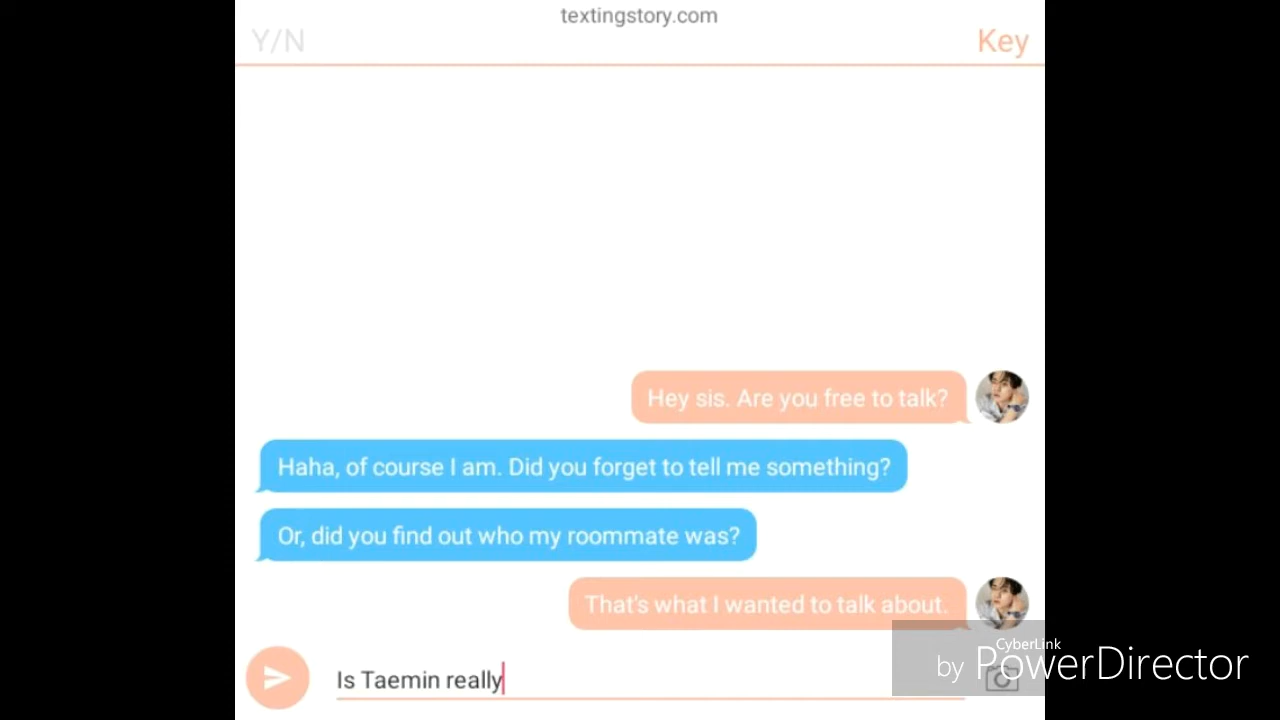 textingstory.com
Y/N
Key
Hey sis. Are you free to talk?
Haha, of course I am. Did you forget to tell me something?
Or, did you find out who my roommate was?
That's what I wanted to talk about.
Is Taemin really
CyberLink
by PowerDirector